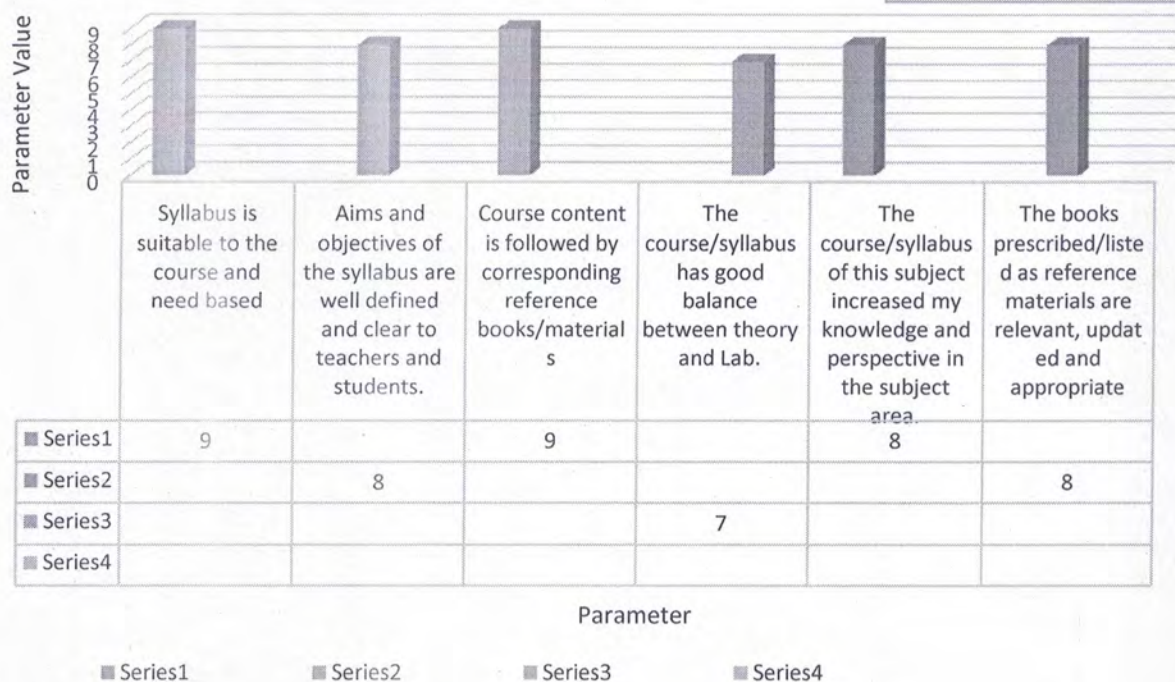 Parameter Value
9
8
7
6
5
4
3
2
1
0
Syllabus is
suitable to the
course and
need based
Aims and
objectives of
the syllabus are
well defined
and clear to
teachers and
students.
Course content
is followed by
corresponding
reference
books/material
s
The
course/syllabus
has good
balance
between theory
and Lab.
The
course/syllabus
of this subject
increased my
knowledge and
perspective in
the subject
area.
The books
prescribed/liste
d as reference
materials are
relevant, updat
ed and
appropriate
Series1 9 9 8
Series2 8 8
Series3 7
Series4
Parameter
Series1 Series2 Series3 Series4